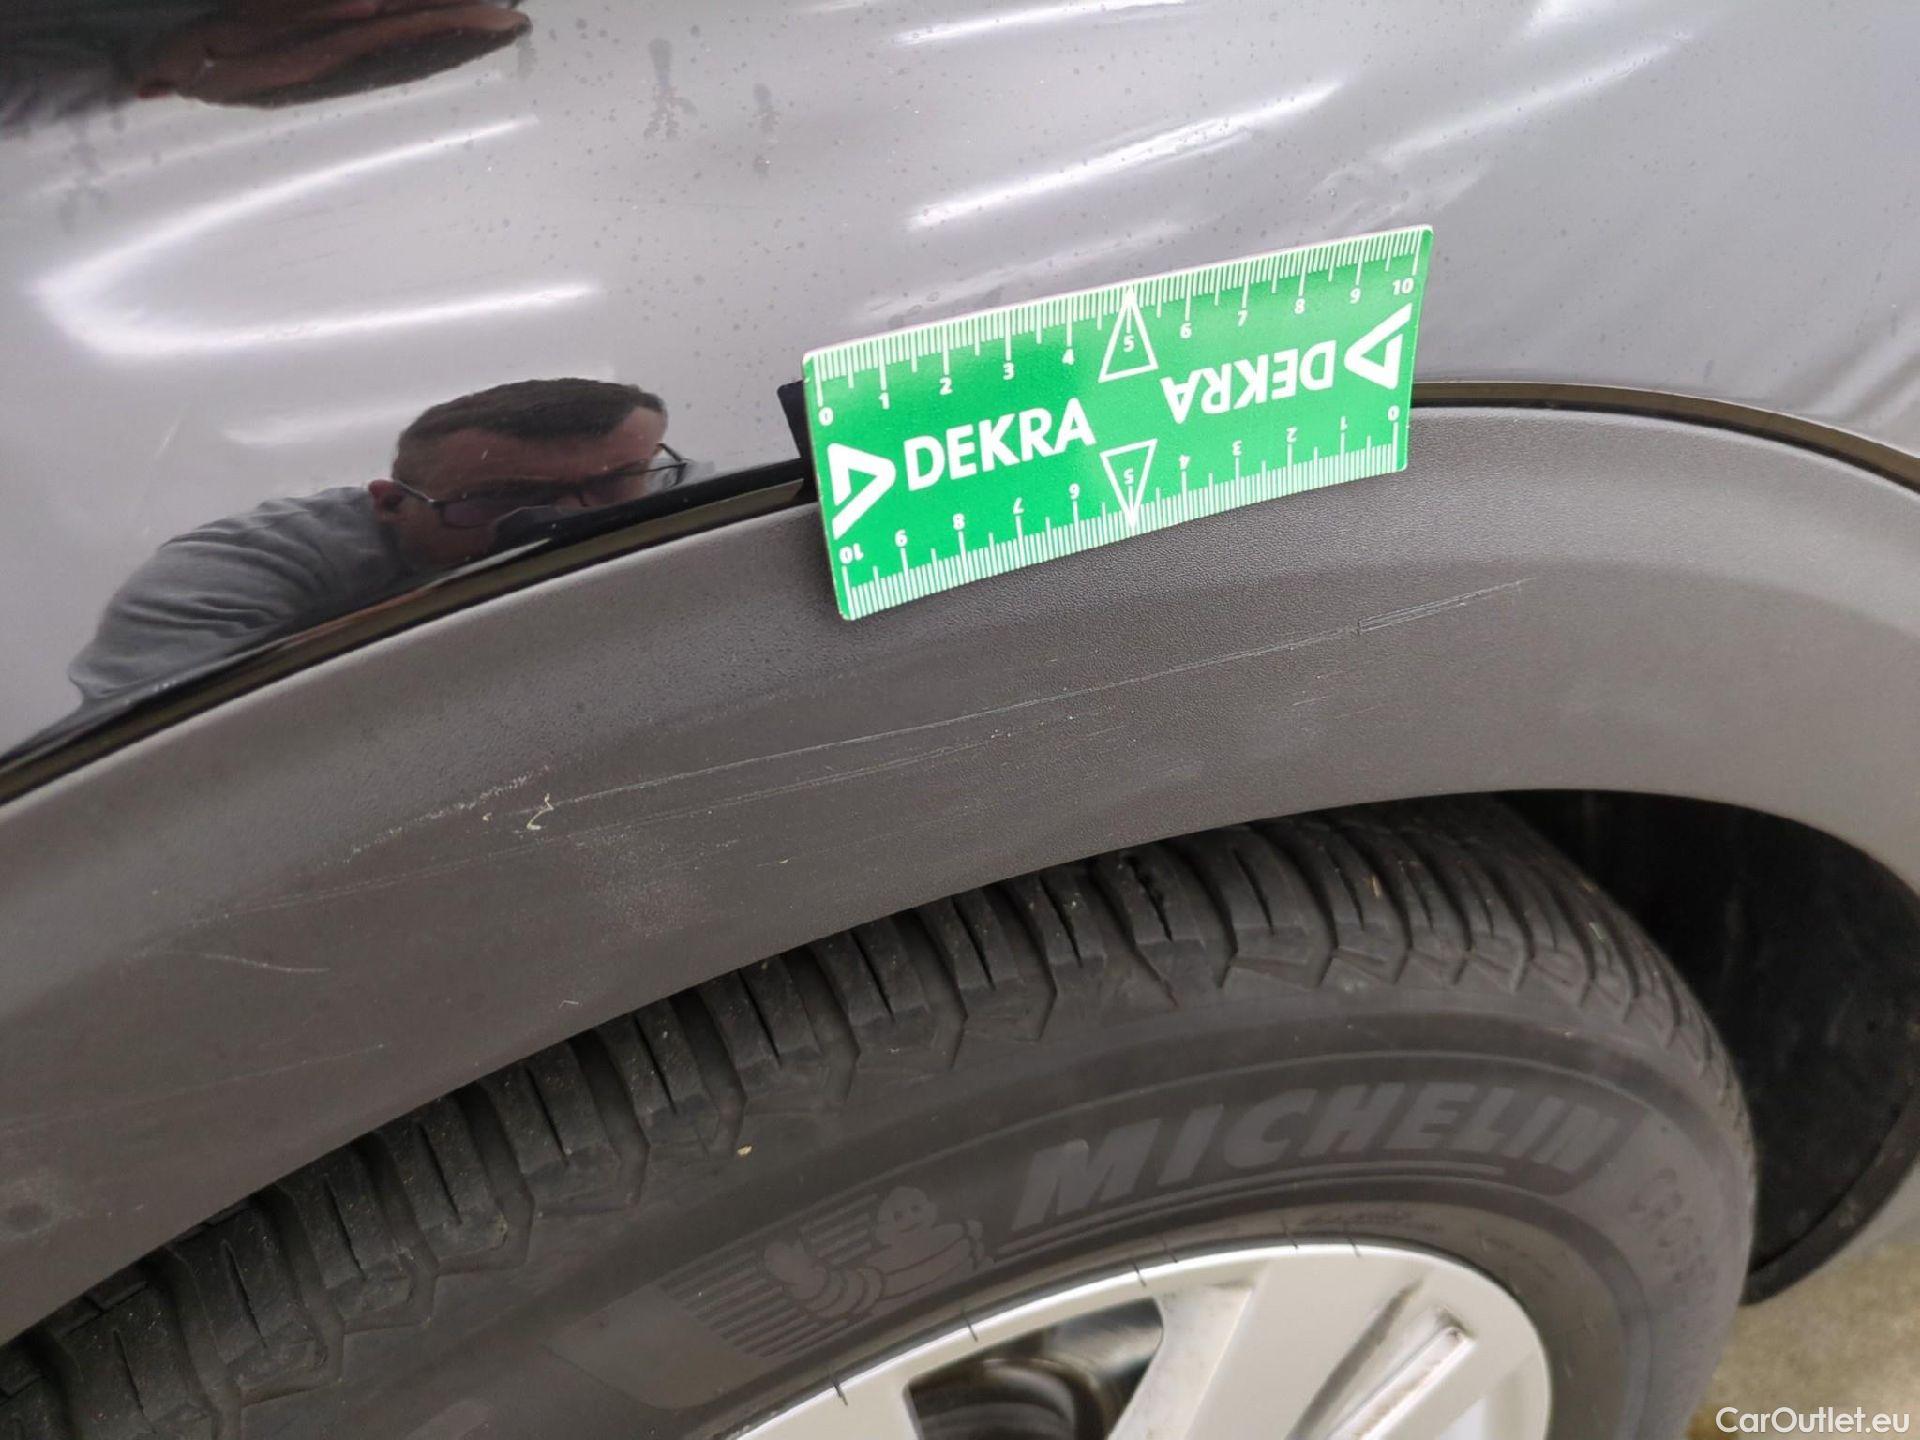 0 1 2 3 4 5 6 7 8 9 10
DEKRA
DEKRA
10 9 8 7 6 5 4 3 2 1 0
MICHELIN CROSS
CarOutlet.eu